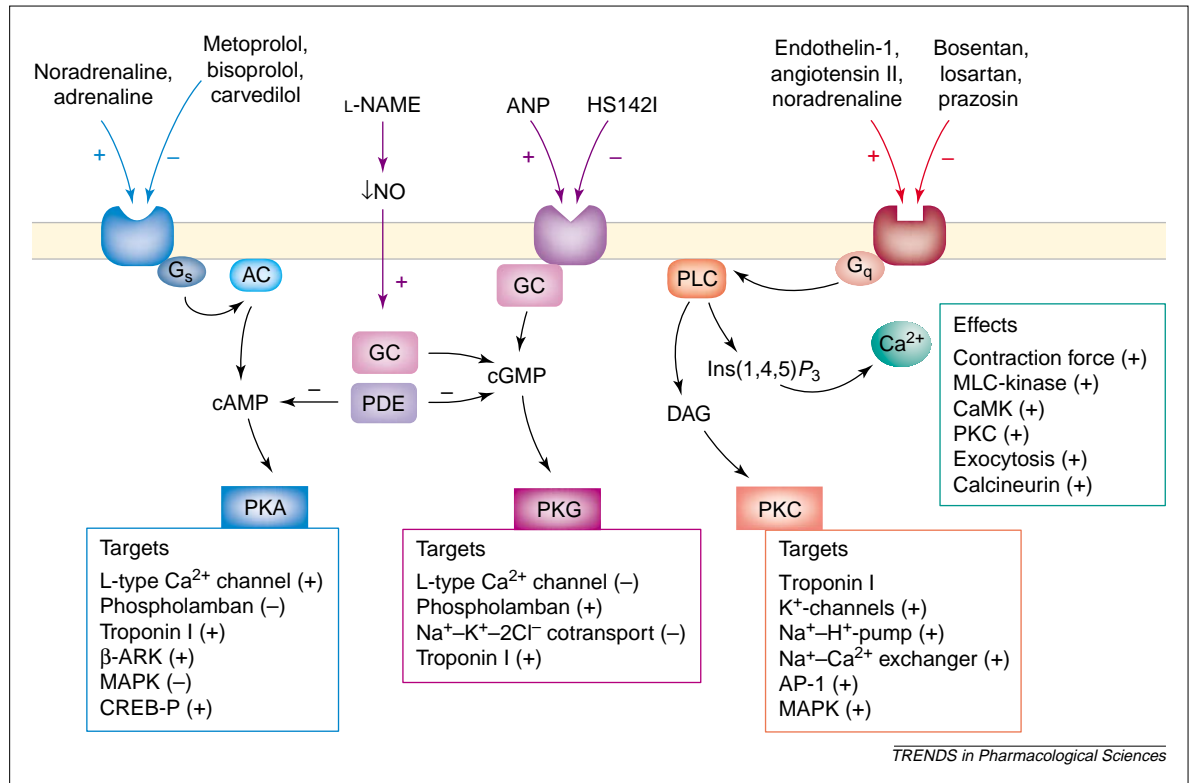 Noradrenaline,
adrenaline
Metoprolol,
bisoprolol,
carvedilol
L-NAME
ANP
HS142I
Endothelin-1,
angiotensin II,
noradrenaline
Bosentan,
losartan,
prazosin
+
–
↓NO
+
–
+
–
Gs
AC
+
GC
PLC
Gq
GC
cGMP
Ins(1,4,5)P3
Ca2+
cAMP
–
PDE
–
DAG
Effects
Contraction force (+)
MLC-kinase (+)
CaMK (+)
PKC (+)
Exocytosis (+)
Calcineurin (+)
PKA
Targets
L-type Ca2+ channel (+)
Phospholamban (–)
Troponin I (+)
β-ARK (+)
MAPK (–)
CREB-P (+)
PKG
Targets
L-type Ca2+ channel (–)
Phospholamban (+)
Na+–K+–2Cl– cotransport (–)
Troponin I (+)
PKC
Targets
Troponin I
K+-channels (+)
Na+–H+-pump (+)
Na+–Ca2+ exchanger (+)
AP-1 (+)
MAPK (+)
TRENDS in Pharmacological Sciences